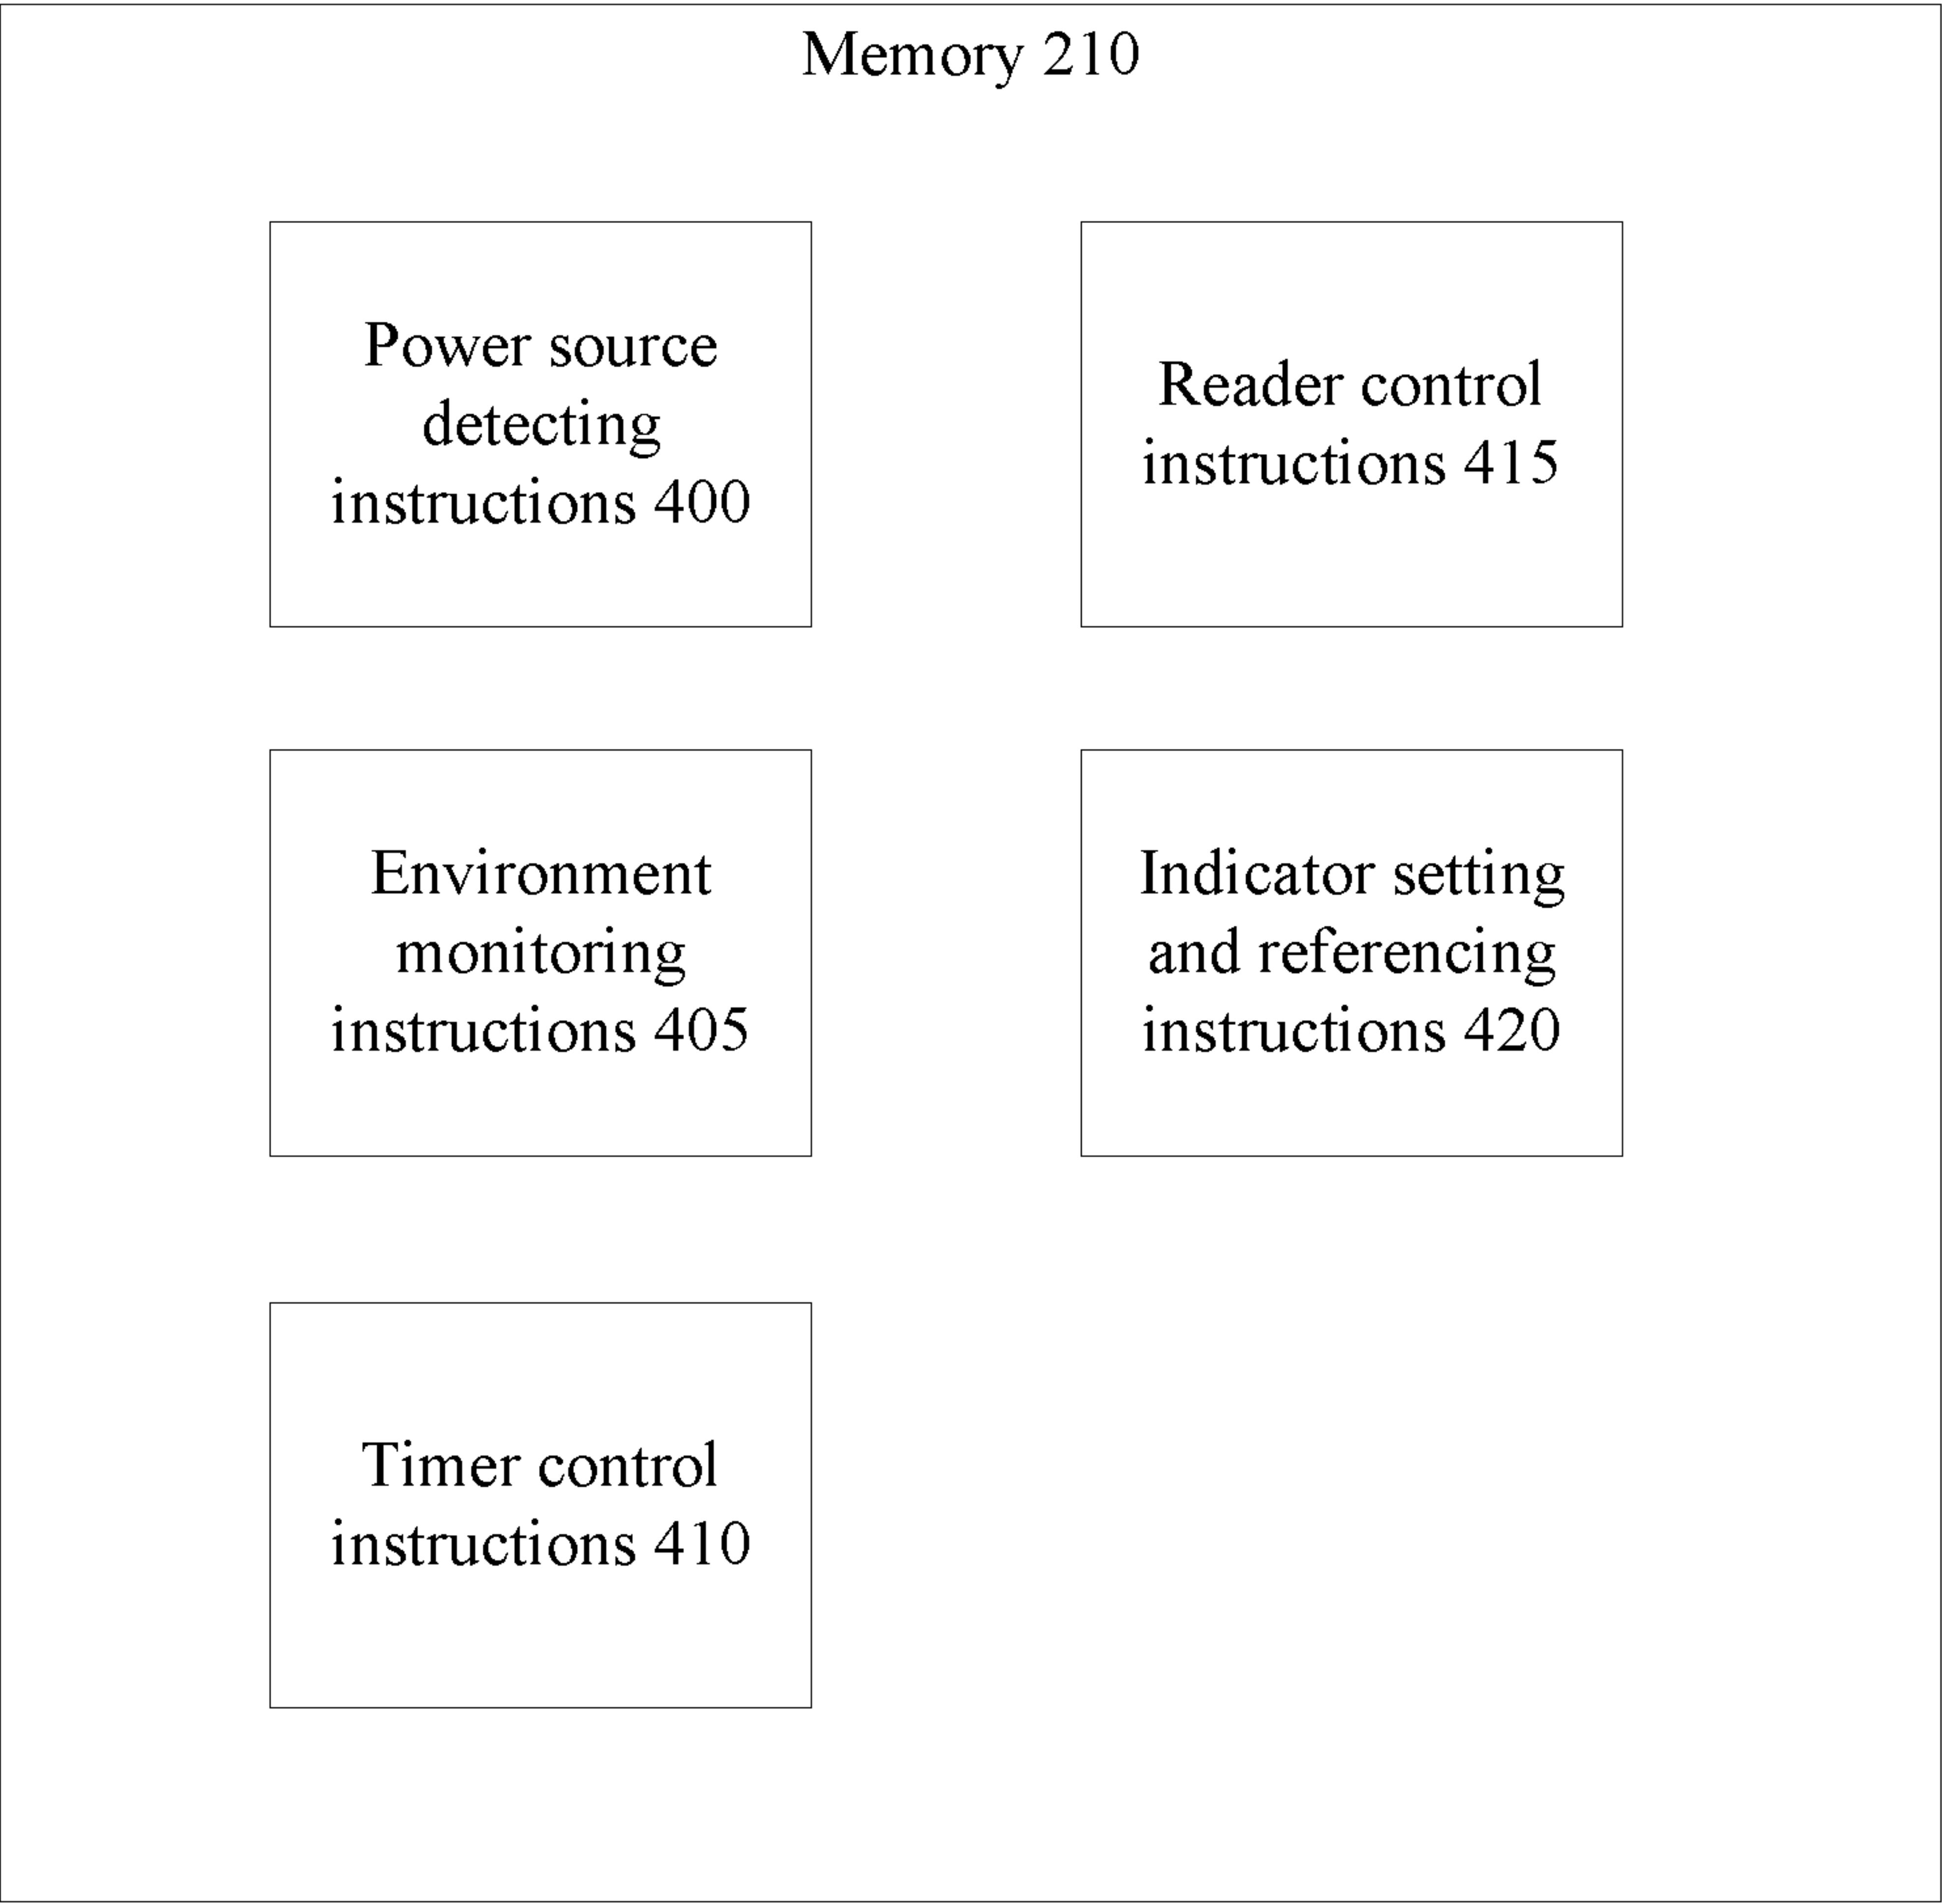 Memory 210
Power source
detecting
instructions 400
Reader control
instructions 415
Environment
monitoring
instructions 405
Indicator setting
and referencing
instructions 420
Timer control
instructions 410